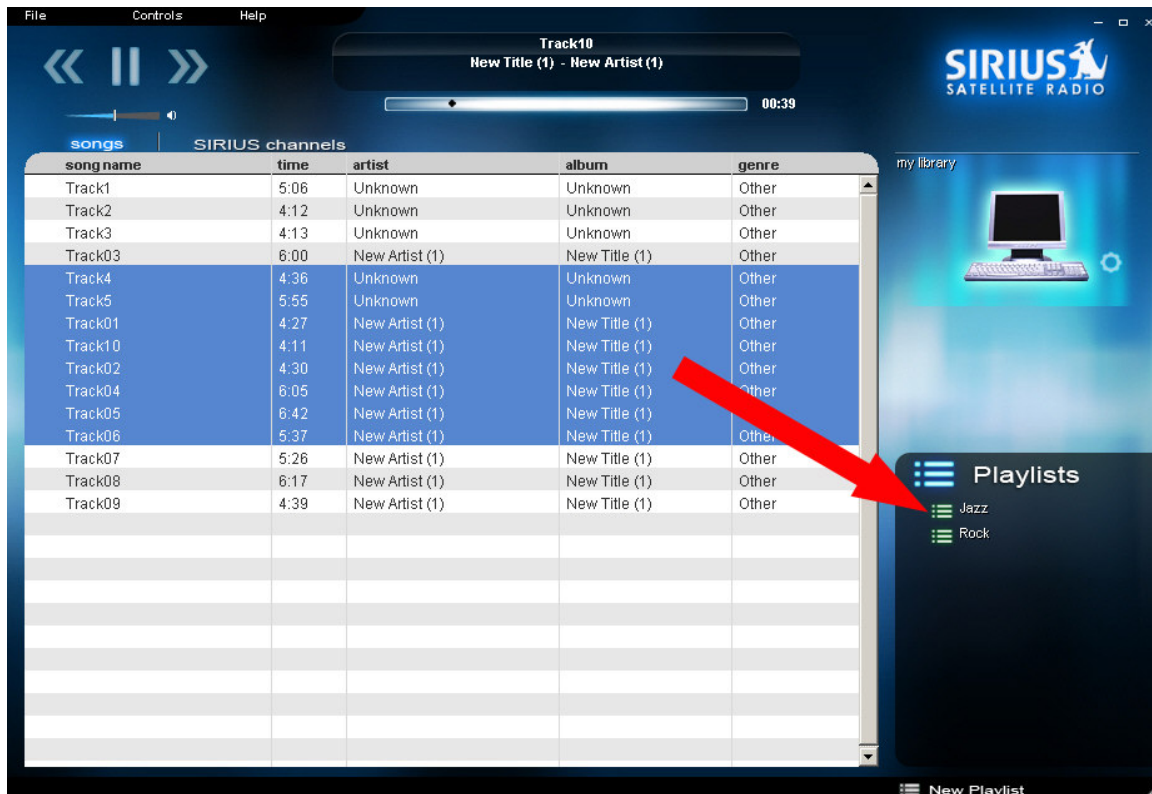 File Controls Help
Track10
New Title (1) - New Artist (1)
00:39
SIRIUS
SATELLITE RADIO
songs SIRIUS channels
song name time artist album genre
Track1 5:06 Unknown Unknown Other
Track2 4:12 Unknown Unknown Other
Track3 4:13 Unknown Unknown Other
Track03 6:00 New Artist (1) New Title (1) Other
Track4 4:36 Unknown Unknown Other
Track5 5:55 Unknown Unknown Other
Track01 4:27 New Artist (1) New Title (1) Other
Track10 4:11 New Artist (1) New Title (1) Other
Track02 4:30 New Artist (1) New Title (1) Other
Track04 6:05 New Artist (1) New Title (1) Other
Track05 6:42 New Artist (1) New Title (1)
Track06 5:37 New Artist (1) New Title (1) Other
Track07 5:26 New Artist (1) New Title (1) Other
Track08 6:17 New Artist (1) New Title (1) Other
Track09 4:39 New Artist (1) New Title (1) Other
my library
Playlists
Jazz
Rock
New Playlist